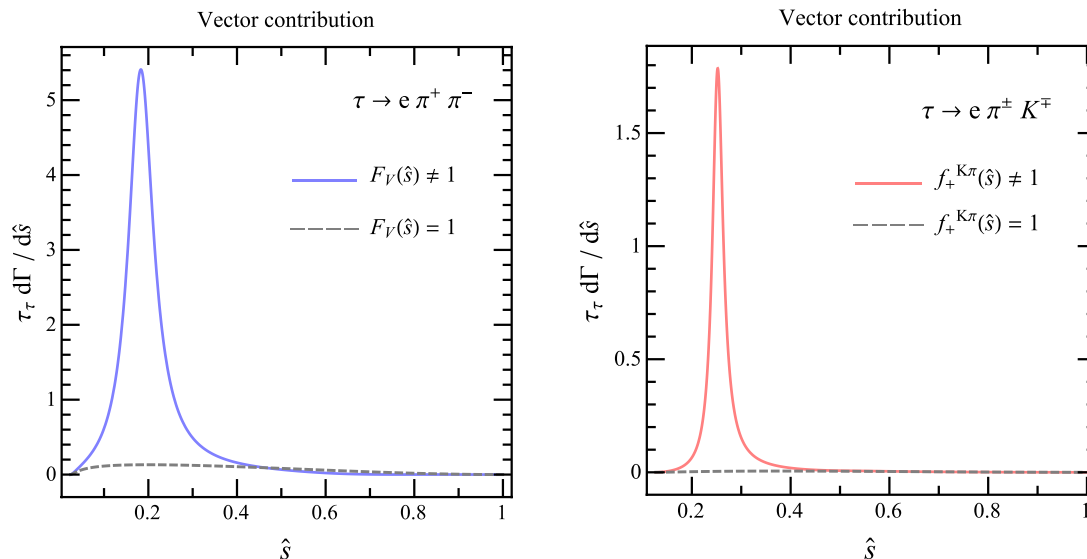 Vector contribution
τ → e π⁺ π⁻
F_V(ŝ) ≠ 1
F_V(ŝ) = 1
τ_τ dΓ / dŝ
5
4
3
2
1
0
0.2
0.4
0.6
0.8
1
ŝ
Vector contribution
τ → e π^± K^∓
f_+^{Kπ}(ŝ) ≠ 1
f_+^{Kπ}(ŝ) = 1
τ_τ dΓ / dŝ
1.5
1
0.5
0
0.2
0.4
0.6
0.8
1
ŝ